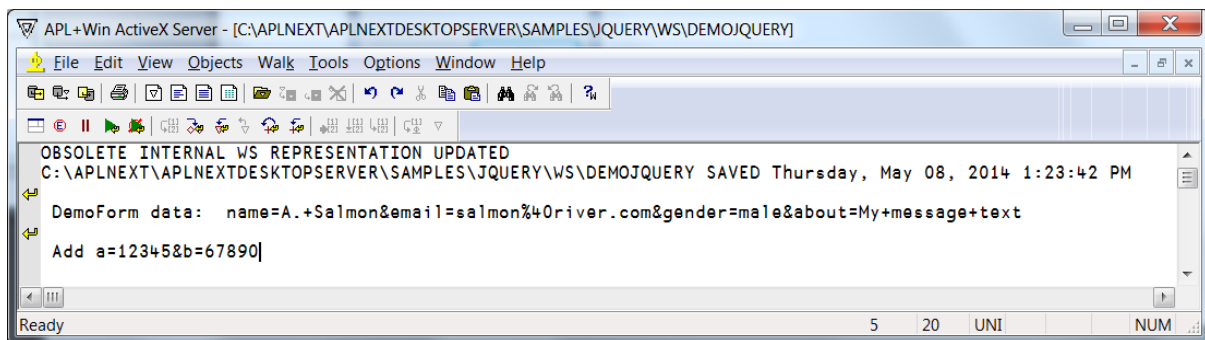 APL+Win ActiveX Server - [C:\APLNEXT\APLNEXTDESKTOPSERVER\SAMPLES\JQUERY\WS\DEMOJQUERY]
File Edit View Objects Walk Tools Options Window Help
OBSOLETE INTERNAL WS REPRESENTATION UPDATED
C:\APLNEXT\APLNEXTDESKTOPSERVER\SAMPLES\JQUERY\WS\DEMOJQUERY SAVED Thursday, May 08, 2014 1:23:42 PM
DemoForm data: name=A.+Salmon&email=salmon%40river.com&gender=male&about=My+message+text
Add a=12345&b=67890
Ready 5 20 UNI NUM